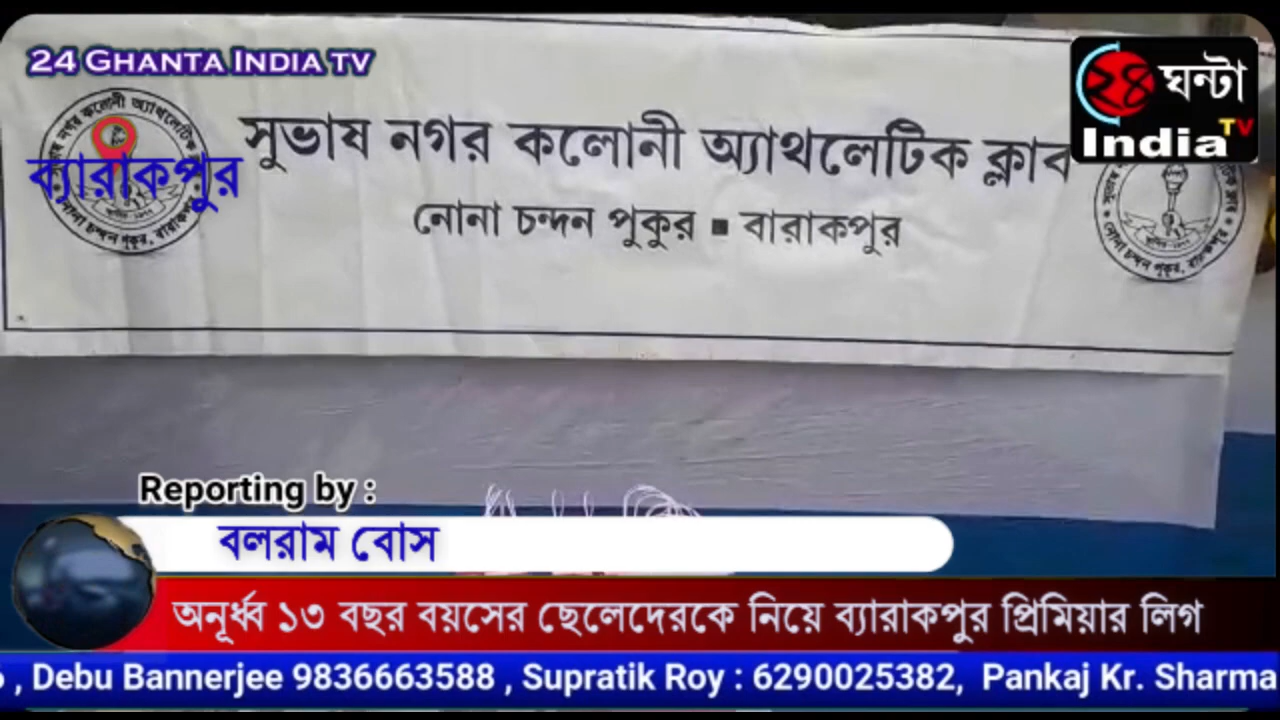 24 GHANTA INDIA TV
২৪ ঘন্টা
India TV
ব্যারাকপুর
সুভাষ নগর কলোনী অ্যাথলেটিক ক্লাব
নোনা চন্দন পুকুর ▪ বারাকপুর
Reporting by :
বলরাম বোস
অনূর্ধ্ব ১৩ বছর বয়সের ছেলেদেরকে নিয়ে ব্যারাকপুর প্রিমিয়ার লিগ
, Debu Bannerjee 9836663588 , Supratik Roy : 6290025382, Pankaj Kr. Sharma